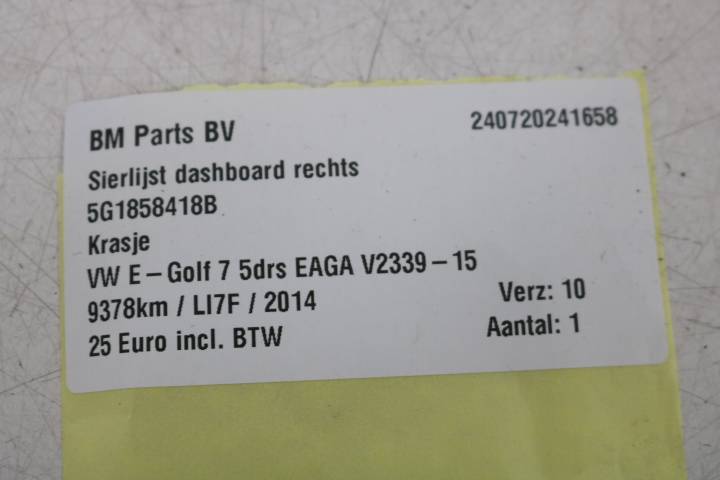 BM Parts BV
240720241658
Sierlijst dashboard rechts
5G1858418B
Krasje
VW E-Golf 7 5drs EAGA V2339-15
9378km / LI7F / 2014
Verz: 10
25 Euro incl. BTW
Aantal: 1